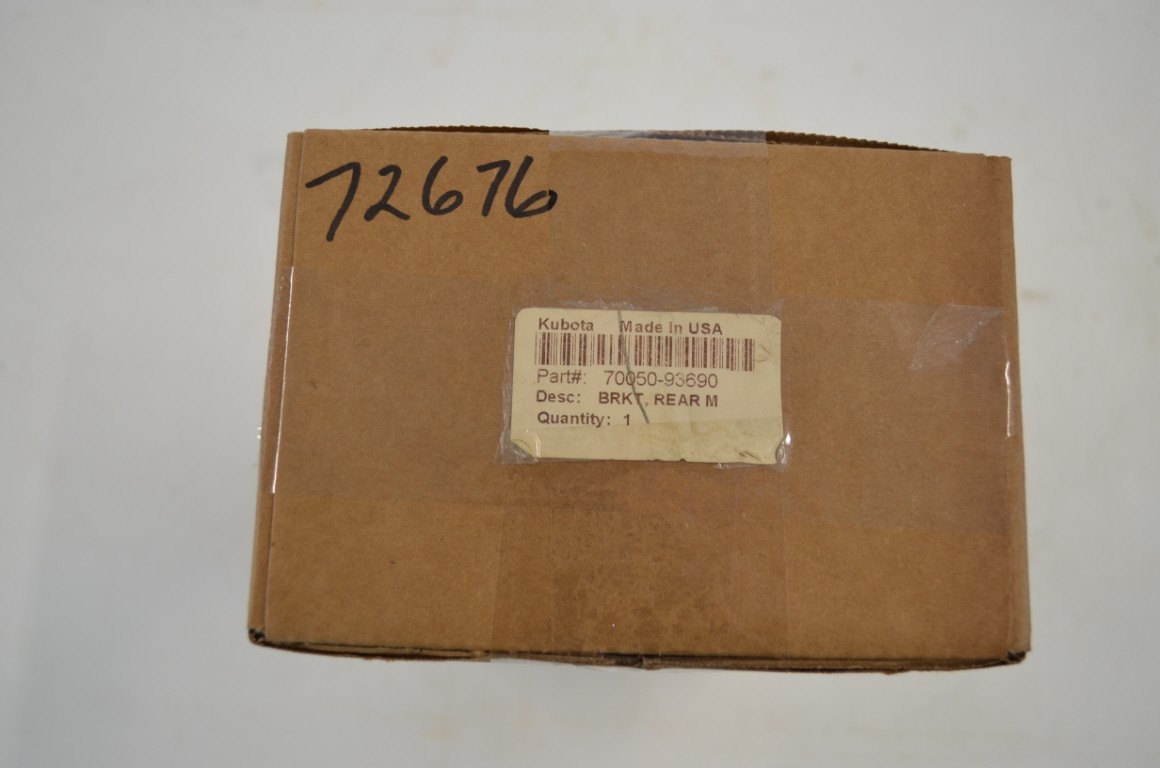 72676
Kubota Made in USA
Part#: 70050-93690
Desc: BRKT, REAR M
Quantity: 1